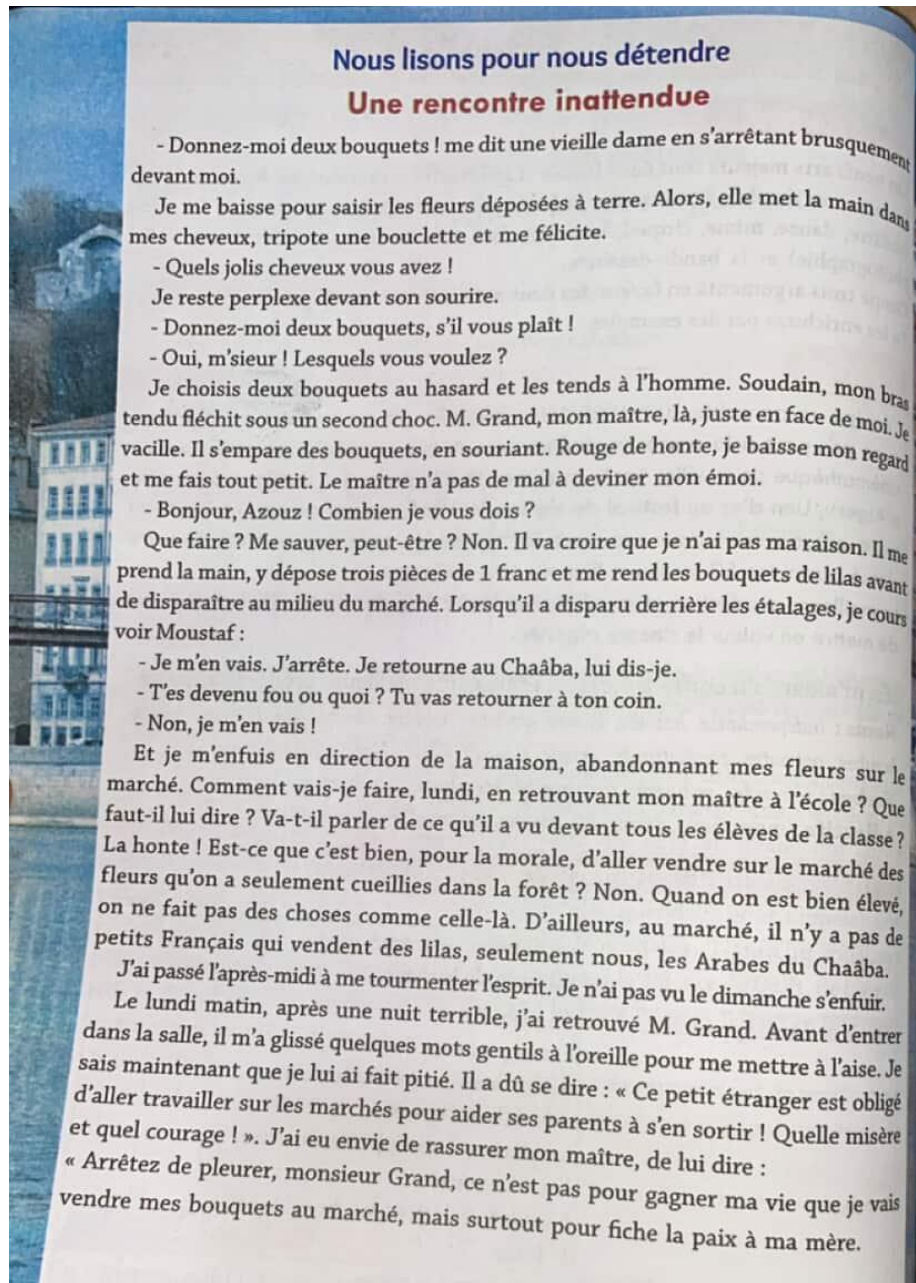 Nous lisons pour nous détendre
Une rencontre inattendue
- Donnez-moi deux bouquets ! me dit une vieille dame en s'arrêtant brusquement
devant moi.
Je me baisse pour saisir les fleurs déposées à terre. Alors, elle met la main dans
mes cheveux, tripote une bouclette et me félicite.
- Quels jolis cheveux vous avez !
Je reste perplexe devant son sourire.
- Donnez-moi deux bouquets, s'il vous plaît !
- Oui, m'sieur ! Lesquels vous voulez ?
Je choisis deux bouquets au hasard et les tends à l'homme. Soudain, mon bras
tendu fléchit sous un second choc. M. Grand, mon maître, là, juste en face de moi. Je
vacille. Il s'empare des bouquets, en souriant. Rouge de honte, je baisse mon regard
et me fais tout petit. Le maître n'a pas de mal à deviner mon émoi.
- Bonjour, Azouz ! Combien je vous dois ?
Que faire ? Me sauver, peut-être ? Non. Il va croire que je n'ai pas ma raison. Il me
prend la main, y dépose trois pièces de 1 franc et me rend les bouquets de lilas avant
de disparaître au milieu du marché. Lorsqu'il a disparu derrière les étalages, je cours
voir Moustaf :
- Je m'en vais. J'arrête. Je retourne au Chaâba, lui dis-je.
- T'es devenu fou ou quoi ? Tu vas retourner à ton coin.
- Non, je m'en vais !
Et je m'enfuis en direction de la maison, abandonnant mes fleurs sur le
marché. Comment vais-je faire, lundi, en retrouvant mon maître à l'école ? Que
faut-il lui dire ? Va-t-il parler de ce qu'il a vu devant tous les élèves de la classe ?
La honte ! Est-ce que c'est bien, pour la morale, d'aller vendre sur le marché des
fleurs qu'on a seulement cueillies dans la forêt ? Non. Quand on est bien élevé,
on ne fait pas des choses comme celle-là. D'ailleurs, au marché, il n'y a pas de
petits Français qui vendent des lilas, seulement nous, les Arabes du Chaâba.
J'ai passé l'après-midi à me tourmenter l'esprit. Je n'ai pas vu le dimanche s'enfuir.
Le lundi matin, après une nuit terrible, j'ai retrouvé M. Grand. Avant d'entrer
dans la salle, il m'a glissé quelques mots gentils à l'oreille pour me mettre à l'aise. Je
sais maintenant que je lui ai fait pitié. Il a dû se dire : « Ce petit étranger est obligé
d'aller travailler sur les marchés pour aider ses parents à s'en sortir ! Quelle misère
et quel courage ! ». J'ai eu envie de rassurer mon maître, de lui dire :
« Arrêtez de pleurer, monsieur Grand, ce n'est pas pour gagner ma vie que je vais
vendre mes bouquets au marché, mais surtout pour fiche la paix à ma mère.